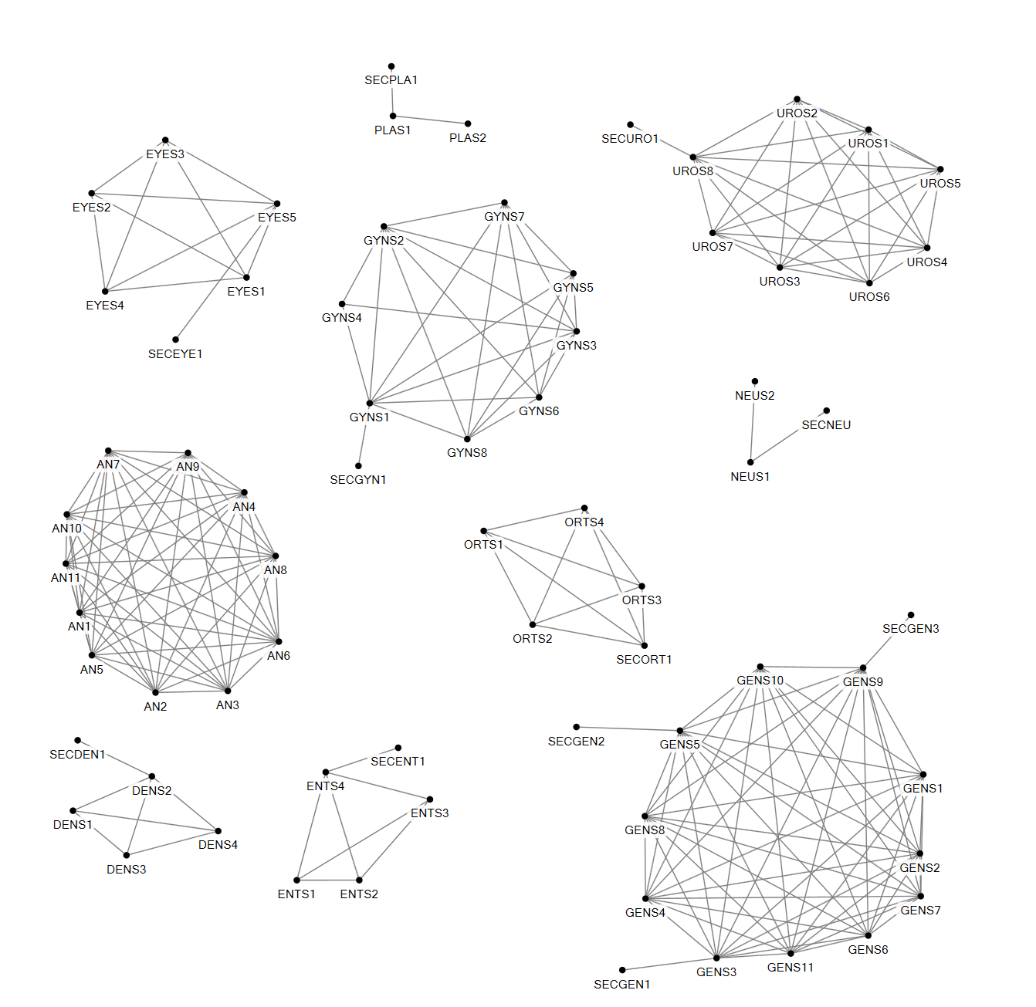 SECPLA1
PLAS1
PLAS2
EYES3
EYES2
EYES5
EYES1
EYES4
SECEYE1
UROS2
SECURO1
UROS1
UROS8
UROS5
UROS7
UROS4
UROS3
UROS6
GYNS7
GYNS2
GYNS5
GYNS4
GYNS3
GYNS1
GYNS6
GYNS8
SECGYN1
NEUS2
SECNEU
NEUS1
AN7
AN9
AN4
AN10
AN8
AN11
AN1
AN6
AN5
AN2
AN3
ORTS4
ORTS1
ORTS3
ORTS2
SECORT1
SECGEN3
GENS10
GENS9
SECGEN2
GENS5
GENS1
GENS8
GENS2
GENS4
GENS7
GENS6
GENS11
GENS3
SECGEN1
SECDEN1
DENS2
DENS1
DENS4
DENS3
SECENT1
ENTS4
ENTS3
ENTS1
ENTS2